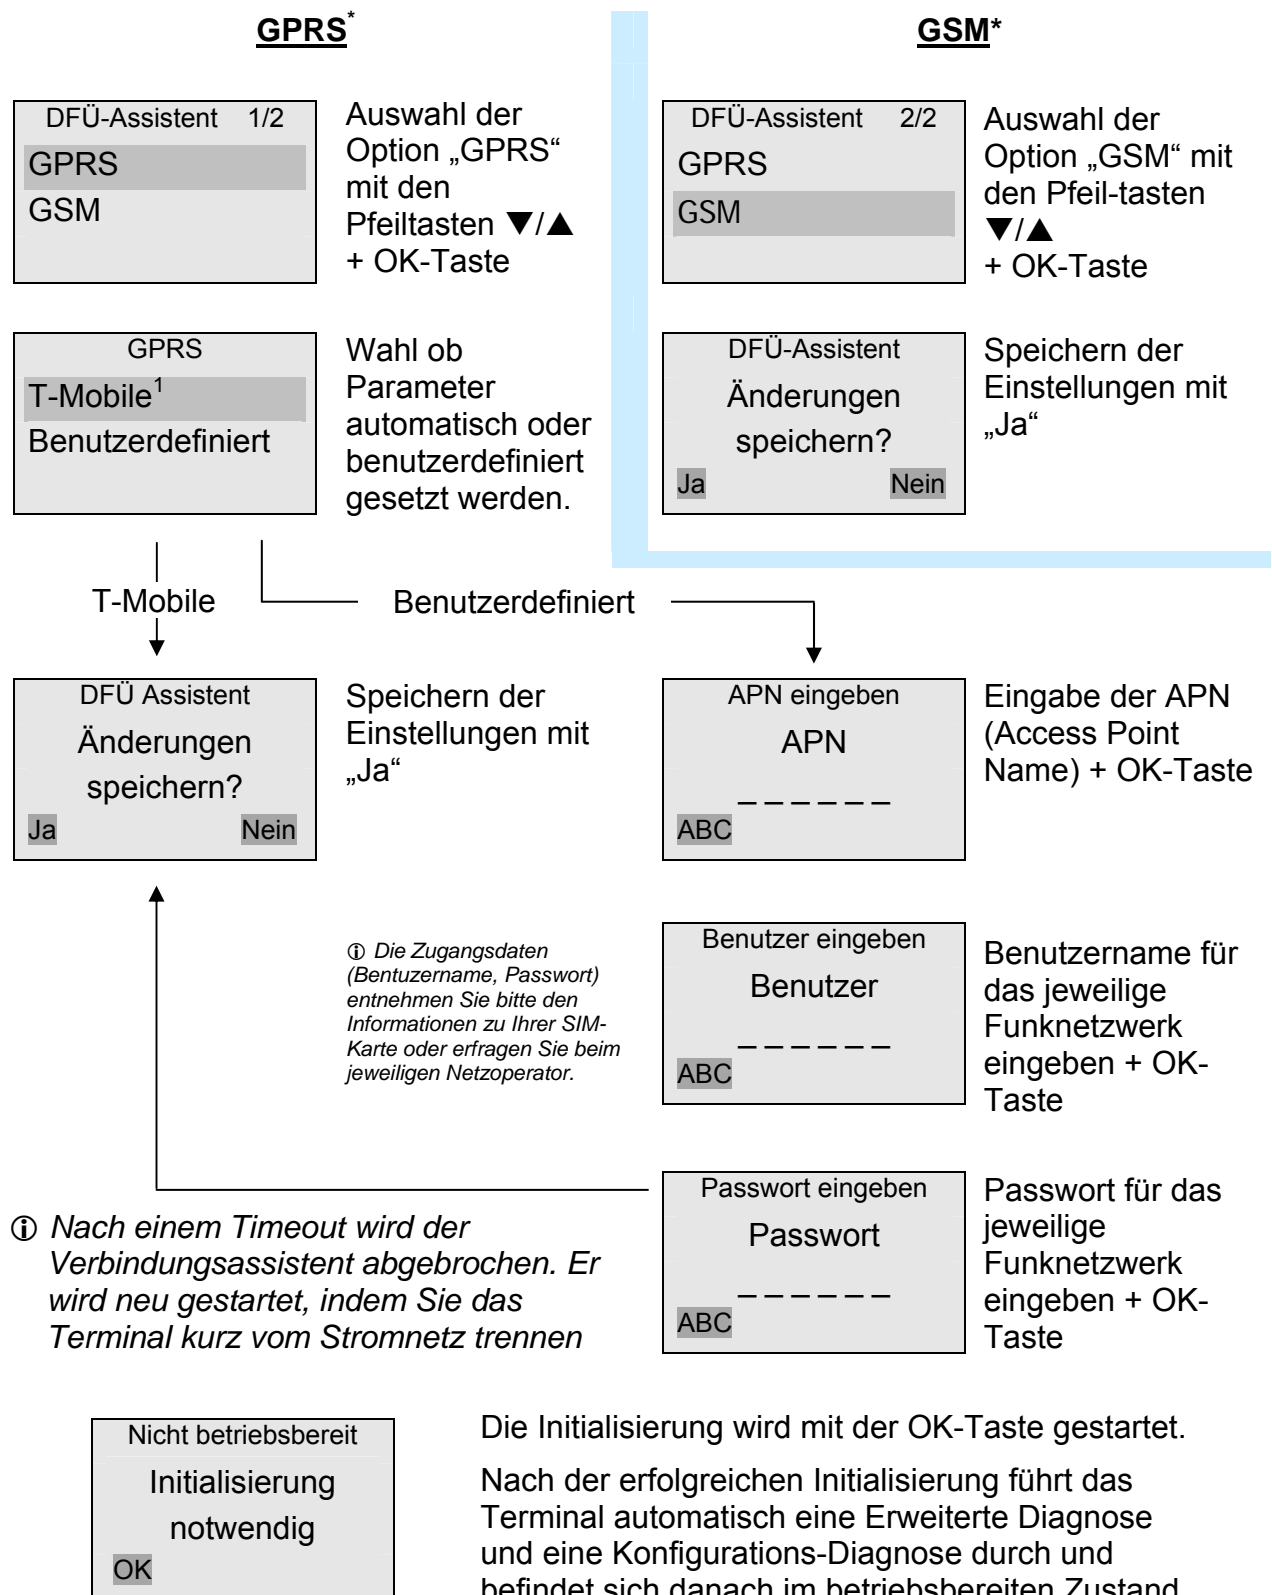 GPRS*
GSM*
DFÜ-Assistent 1/2
GPRS
GSM
Auswahl der
Option „GPRS“
mit den
Pfeiltasten ▼/▲
+ OK-Taste
DFÜ-Assistent 2/2
GPRS
GSM
Auswahl der
Option „GSM“ mit
den Pfeil-tasten
▼/▲
+ OK-Taste
GPRS
T-Mobile¹
Benutzerdefiniert
Wahl ob
Parameter
automatisch oder
benutzerdefiniert
gesetzt werden.
DFÜ-Assistent
Änderungen
speichern?
Ja Nein
Speichern der
Einstellungen mit
„Ja“
T-Mobile
Benutzerdefiniert
DFÜ Assistent
Änderungen
speichern?
Ja Nein
Speichern der
Einstellungen mit
„Ja“
APN eingeben
APN
_ _ _ _ _ _
ABC
Eingabe der APN
(Access Point
Name) + OK-Taste
🛈 Die Zugangsdaten
(Bentuzername, Passwort)
entnehmen Sie bitte den
Informationen zu Ihrer SIM-
Karte oder erfragen Sie beim
jeweiligen Netzoperator.
Benutzer eingeben
Benutzer
_ _ _ _ _ _
ABC
Benutzername für
das jeweilige
Funknetzwerk
eingeben + OK-
Taste
Passwort eingeben
Passwort
_ _ _ _ _ _
ABC
Passwort für das
jeweilige
Funknetzwerk
eingeben + OK-
Taste
🛈 Nach einem Timeout wird der
Verbindungsassistent abgebrochen. Er
wird neu gestartet, indem Sie das
Terminal kurz vom Stromnetz trennen
Nicht betriebsbereit
Initialisierung
notwendig
OK
Die Initialisierung wird mit der OK-Taste gestartet.
Nach der erfolgreichen Initialisierung führt das
Terminal automatisch eine Erweiterte Diagnose
und eine Konfigurations-Diagnose durch und
befindet sich danach im betriebsbereiten Zustand